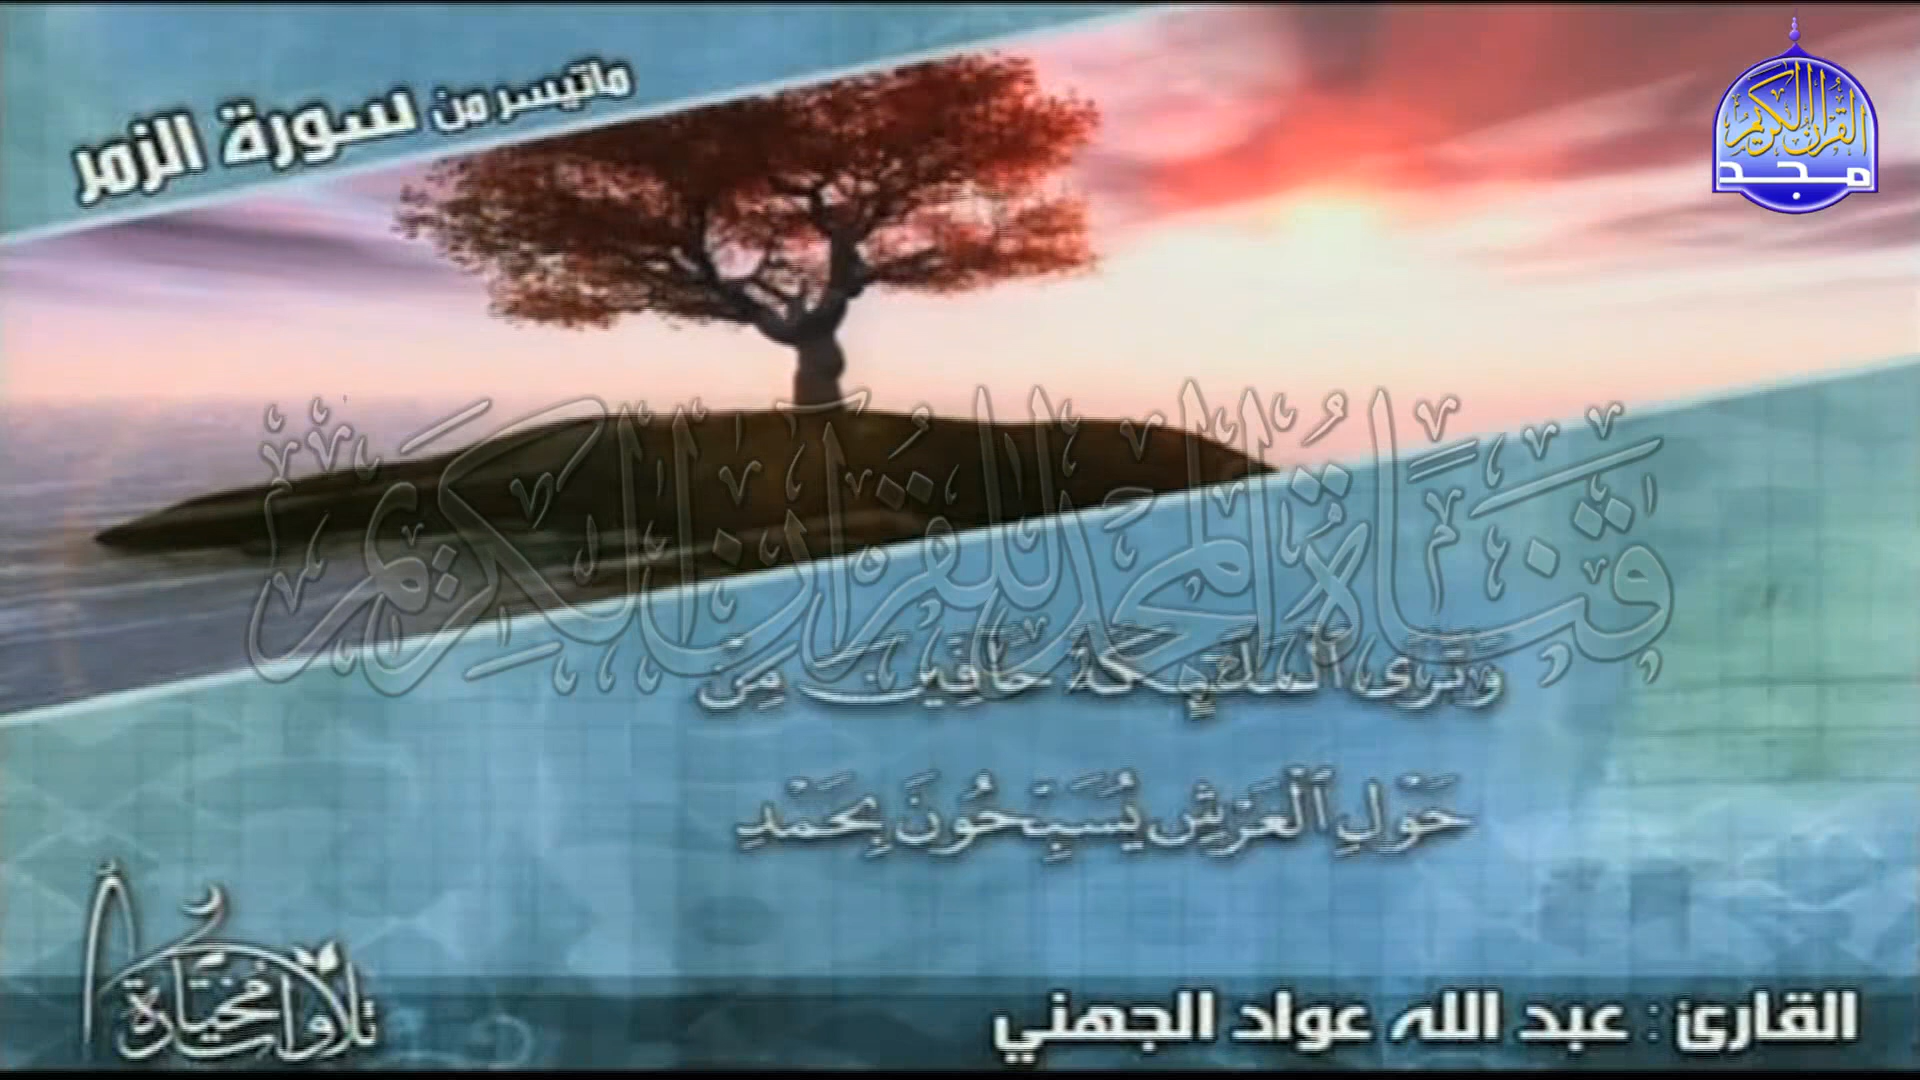 ماتيسر من سورة الزمر
القرآن الكريم
مجد
قناة المجد للقرآن الكريم
وَتَرَى ٱلْمَلَٰٓئِكَةَ حَآفِّينَ مِنْ
حَوْلِ ٱلْعَرْشِ يُسَبِّحُونَ بِحَمْدِ
تلاوات مختارة
القارئ : عبد الله عواد الجهني